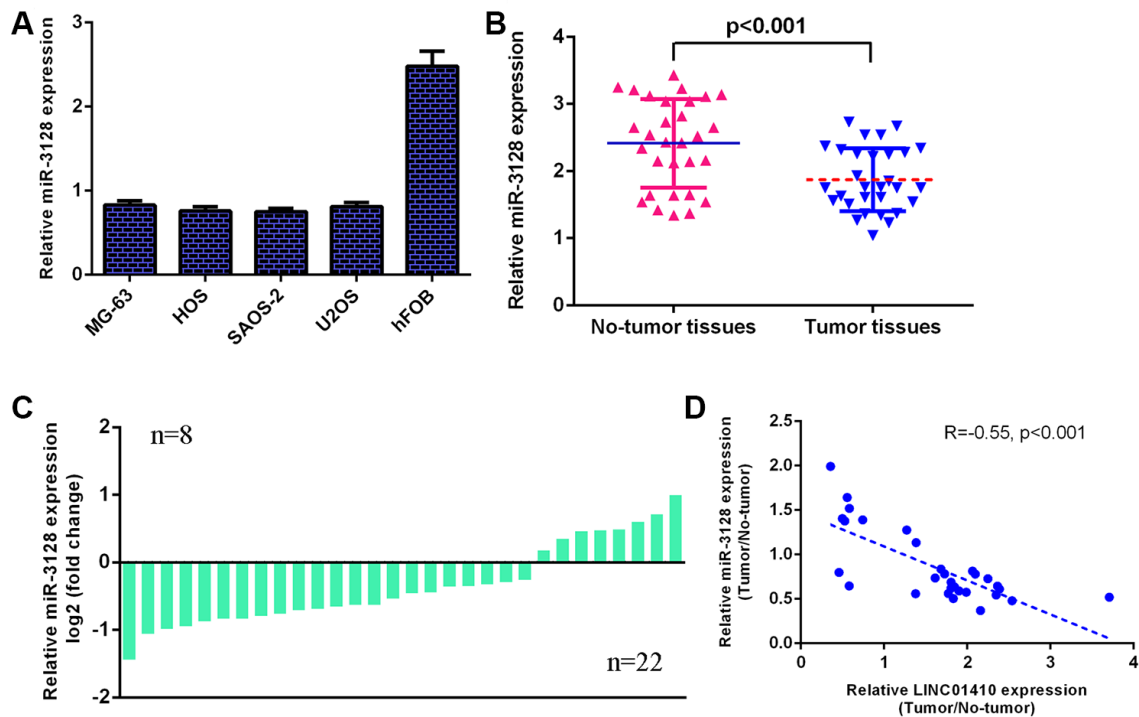 A
Relative miR-3128 expression
3
2
1
0
MG-63
HOS
SAOS-2
U2OS
hFOB
B
Relative miR-3128 expression
4
3
2
1
0
p<0.001
No-tumor tissues
Tumor tissues
C
Relative miR-3128 expression
log2 (fold change)
2
1
0
-1
-2
n=8
n=22
D
Relative miR-3128 expression
(Tumor/No-tumor)
2.5
2.0
1.5
1.0
0.5
0.0
R=-0.55, p<0.001
0
1
2
3
4
Relative LINC01410 expression
(Tumor/No-tumor)